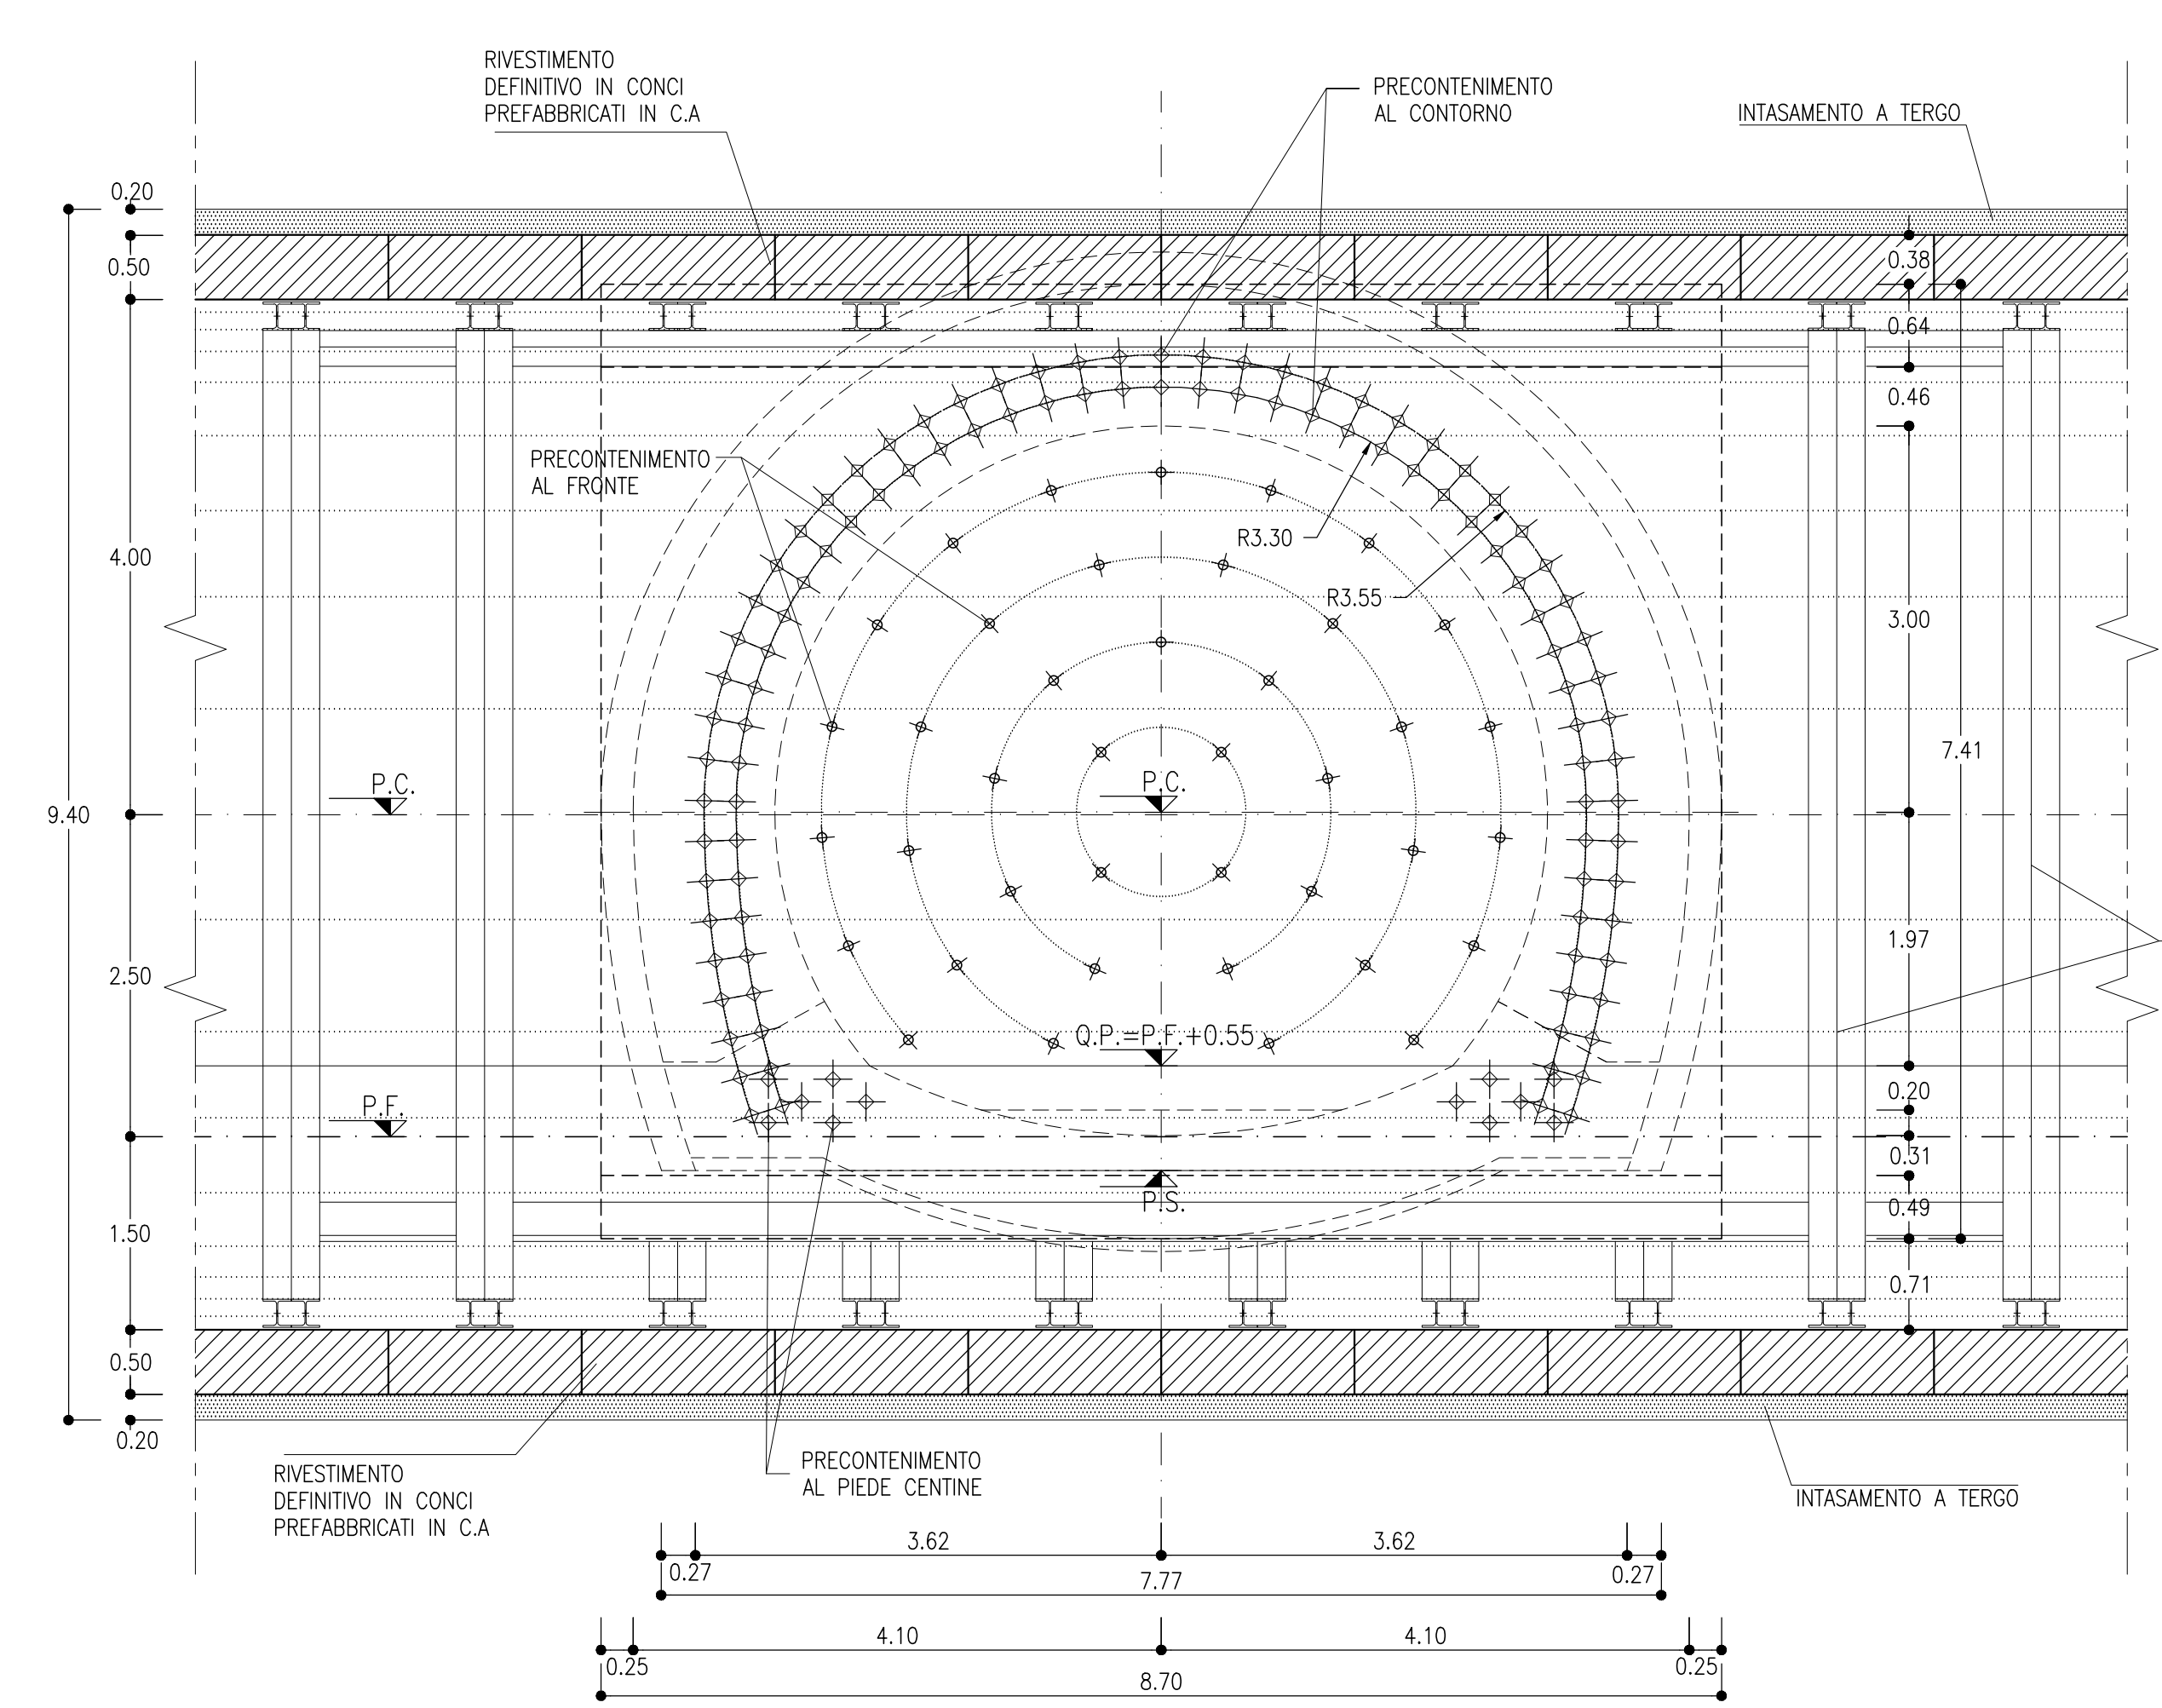 RIVESTIMENTO
DEFINITIVO IN CONCI
PREFABBRICATI IN C.A
PRECONTENIMENTO
AL CONTORNO
INTASAMENTO A TERGO
0.20
0.50
0.38
0.64
0.46
PRECONTENIMENTO
AL FRONTE
R3.30
4.00
R3.55
3.00
7.41
P.C.
P.C.
9.40
1.97
2.50
Q.P.=P.F.+0.55
0.20
P.F.
0.31
P.S.
0.49
1.50
0.71
0.50
0.20
RIVESTIMENTO
DEFINITIVO IN CONCI
PREFABBRICATI IN C.A
PRECONTENIMENTO
AL PIEDE CENTINE
INTASAMENTO A TERGO
3.62
3.62
0.27
7.77
0.27
4.10
4.10
0.25
8.70
0.25